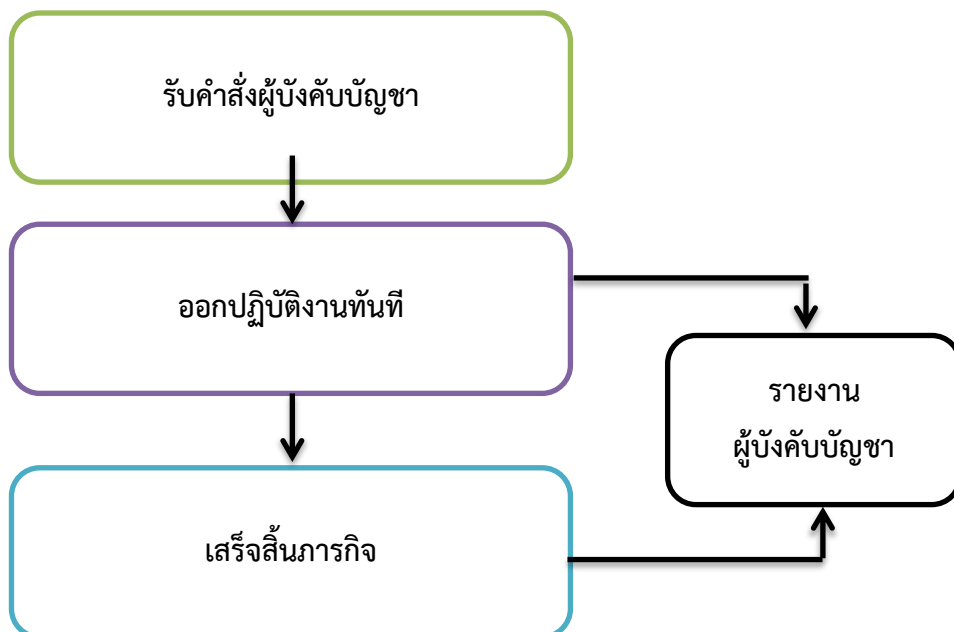 รับคำสั่งผู้บังคับบัญชา
ออกปฏิบัติงานทันที
รายงาน
ผู้บังคับบัญชา
เสร็จสิ้นภารกิจ